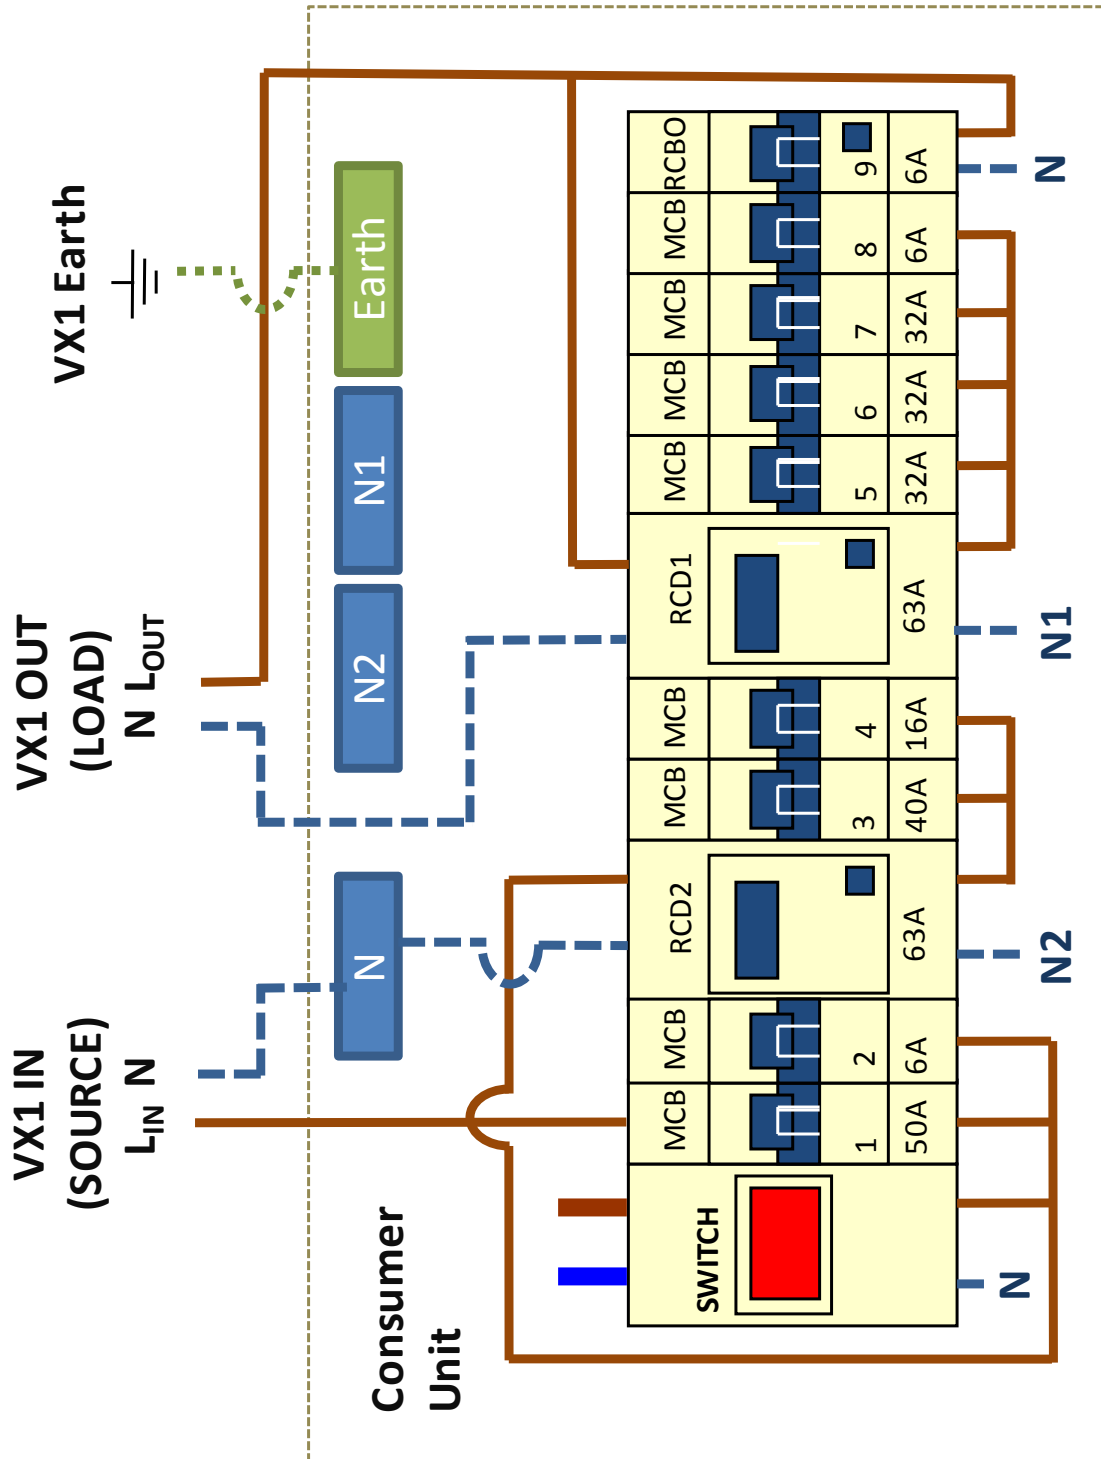 VX1 IN
(SOURCE)
L_IN N
VX1 OUT
(LOAD)
N L_OUT
VX1 Earth
N
N2
N1
Earth
Consumer
Unit
SWITCH
MCB
MCB
RCD2
MCB
MCB
RCD1
MCB
MCB
MCB
MCB
RCBO
1
2
3
4
5
6
7
8
9
50A
6A
63A
40A
16A
63A
32A
32A
32A
6A
6A
N
N2
N1
N